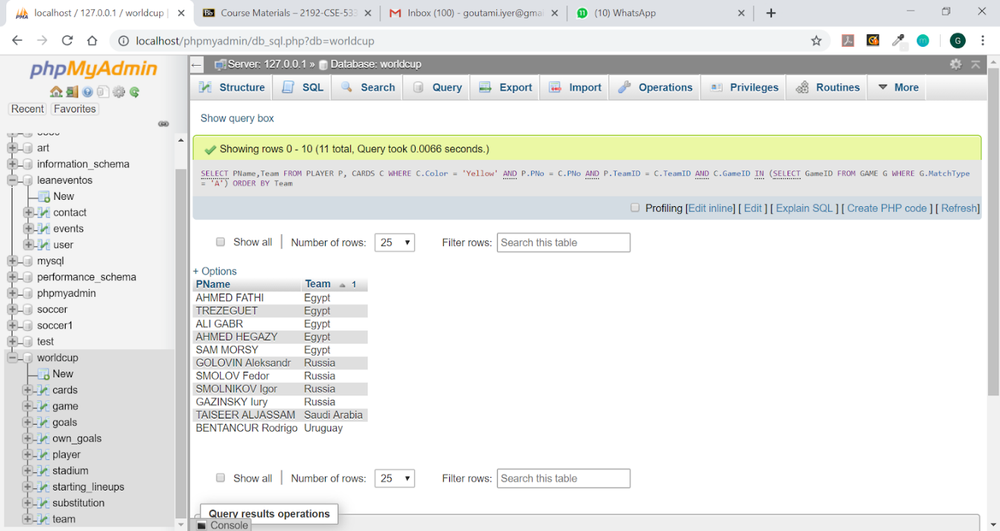 localhost / 127.0.0.1 / worldcup |
Course Materials – 2192-CSE-533
Inbox (100) - goutami.iyer@gmai
(10) WhatsApp
localhost/phpmyadmin/db_sql.php?db=worldcup
G
phpMyAdmin
Recent Favorites
art
information_schema
leaneventos
New
contact
events
user
mysql
performance_schema
phpmyadmin
soccer
soccer1
test
worldcup
New
cards
game
goals
own_goals
player
stadium
starting_lineups
substitution
team
Server: 127.0.0.1 » Database: worldcup
Structure SQL Search Query Export Import Operations Privileges Routines More
Show query box
Showing rows 0 - 10 (11 total, Query took 0.0066 seconds.)
SELECT PName,Team FROM PLAYER P, CARDS C WHERE C.Color = 'Yellow' AND P.PNo = C.PNo AND P.TeamID = C.TeamID AND C.GameID IN (SELECT GameID FROM GAME G WHERE G.MatchType
= 'A') ORDER BY Team
Profiling [Edit inline] [ Edit ] [ Explain SQL ] [ Create PHP code ] [ Refresh]
Show all Number of rows: 25 Filter rows: Search this table
+ Options
PName Team 1
AHMED FATHI Egypt
TREZEGUET Egypt
ALI GABR Egypt
AHMED HEGAZY Egypt
SAM MORSY Egypt
GOLOVIN Aleksandr Russia
SMOLOV Fedor Russia
SMOLNIKOV Igor Russia
GAZINSKY Iury Russia
TAISEER ALJASSAM Saudi Arabia
BENTANCUR Rodrigo Uruguay
Show all Number of rows: 25 Filter rows: Search this table
Query results operations
Console